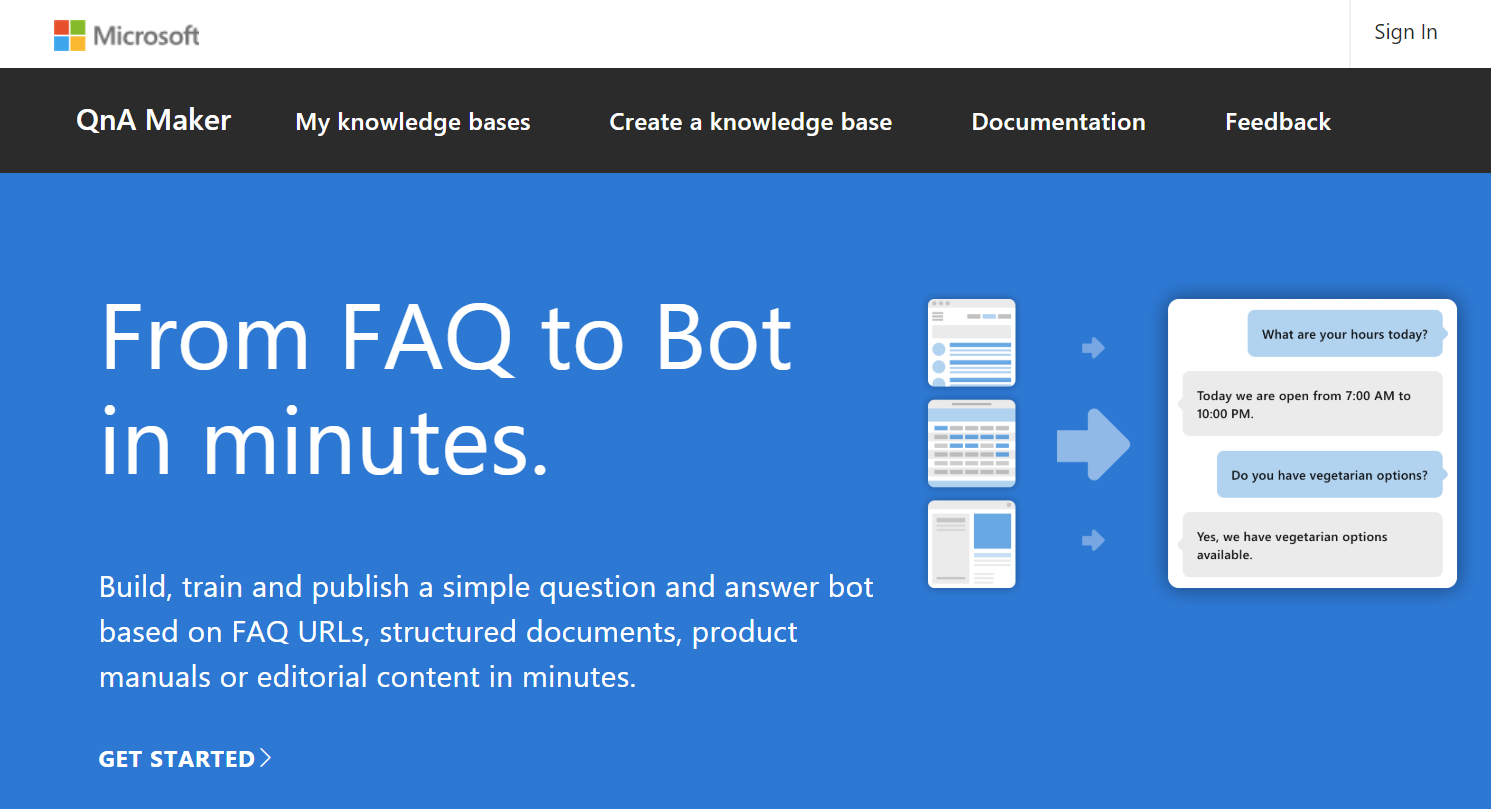 Microsoft
Sign In
QnA Maker
My knowledge bases
Create a knowledge base
Documentation
Feedback
From FAQ to Bot
in minutes.
Build, train and publish a simple question and answer bot
based on FAQ URLs, structured documents, product
manuals or editorial content in minutes.
GET STARTED
What are your hours today?
Today we are open from 7:00 AM to
10:00 PM.
Do you have vegetarian options?
Yes, we have vegetarian options
available.